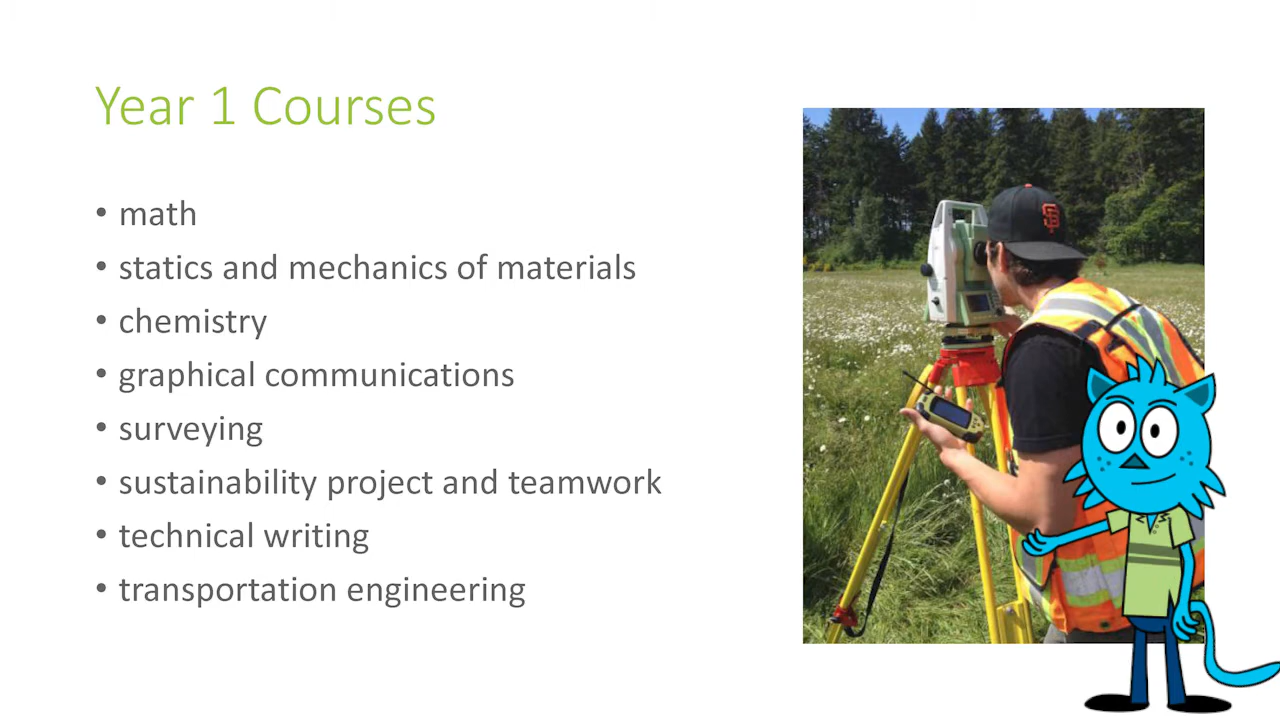 Year 1 Courses
• math
• statics and mechanics of materials
• chemistry
• graphical communications
• surveying
• sustainability project and teamwork
• technical writing
• transportation engineering
SF